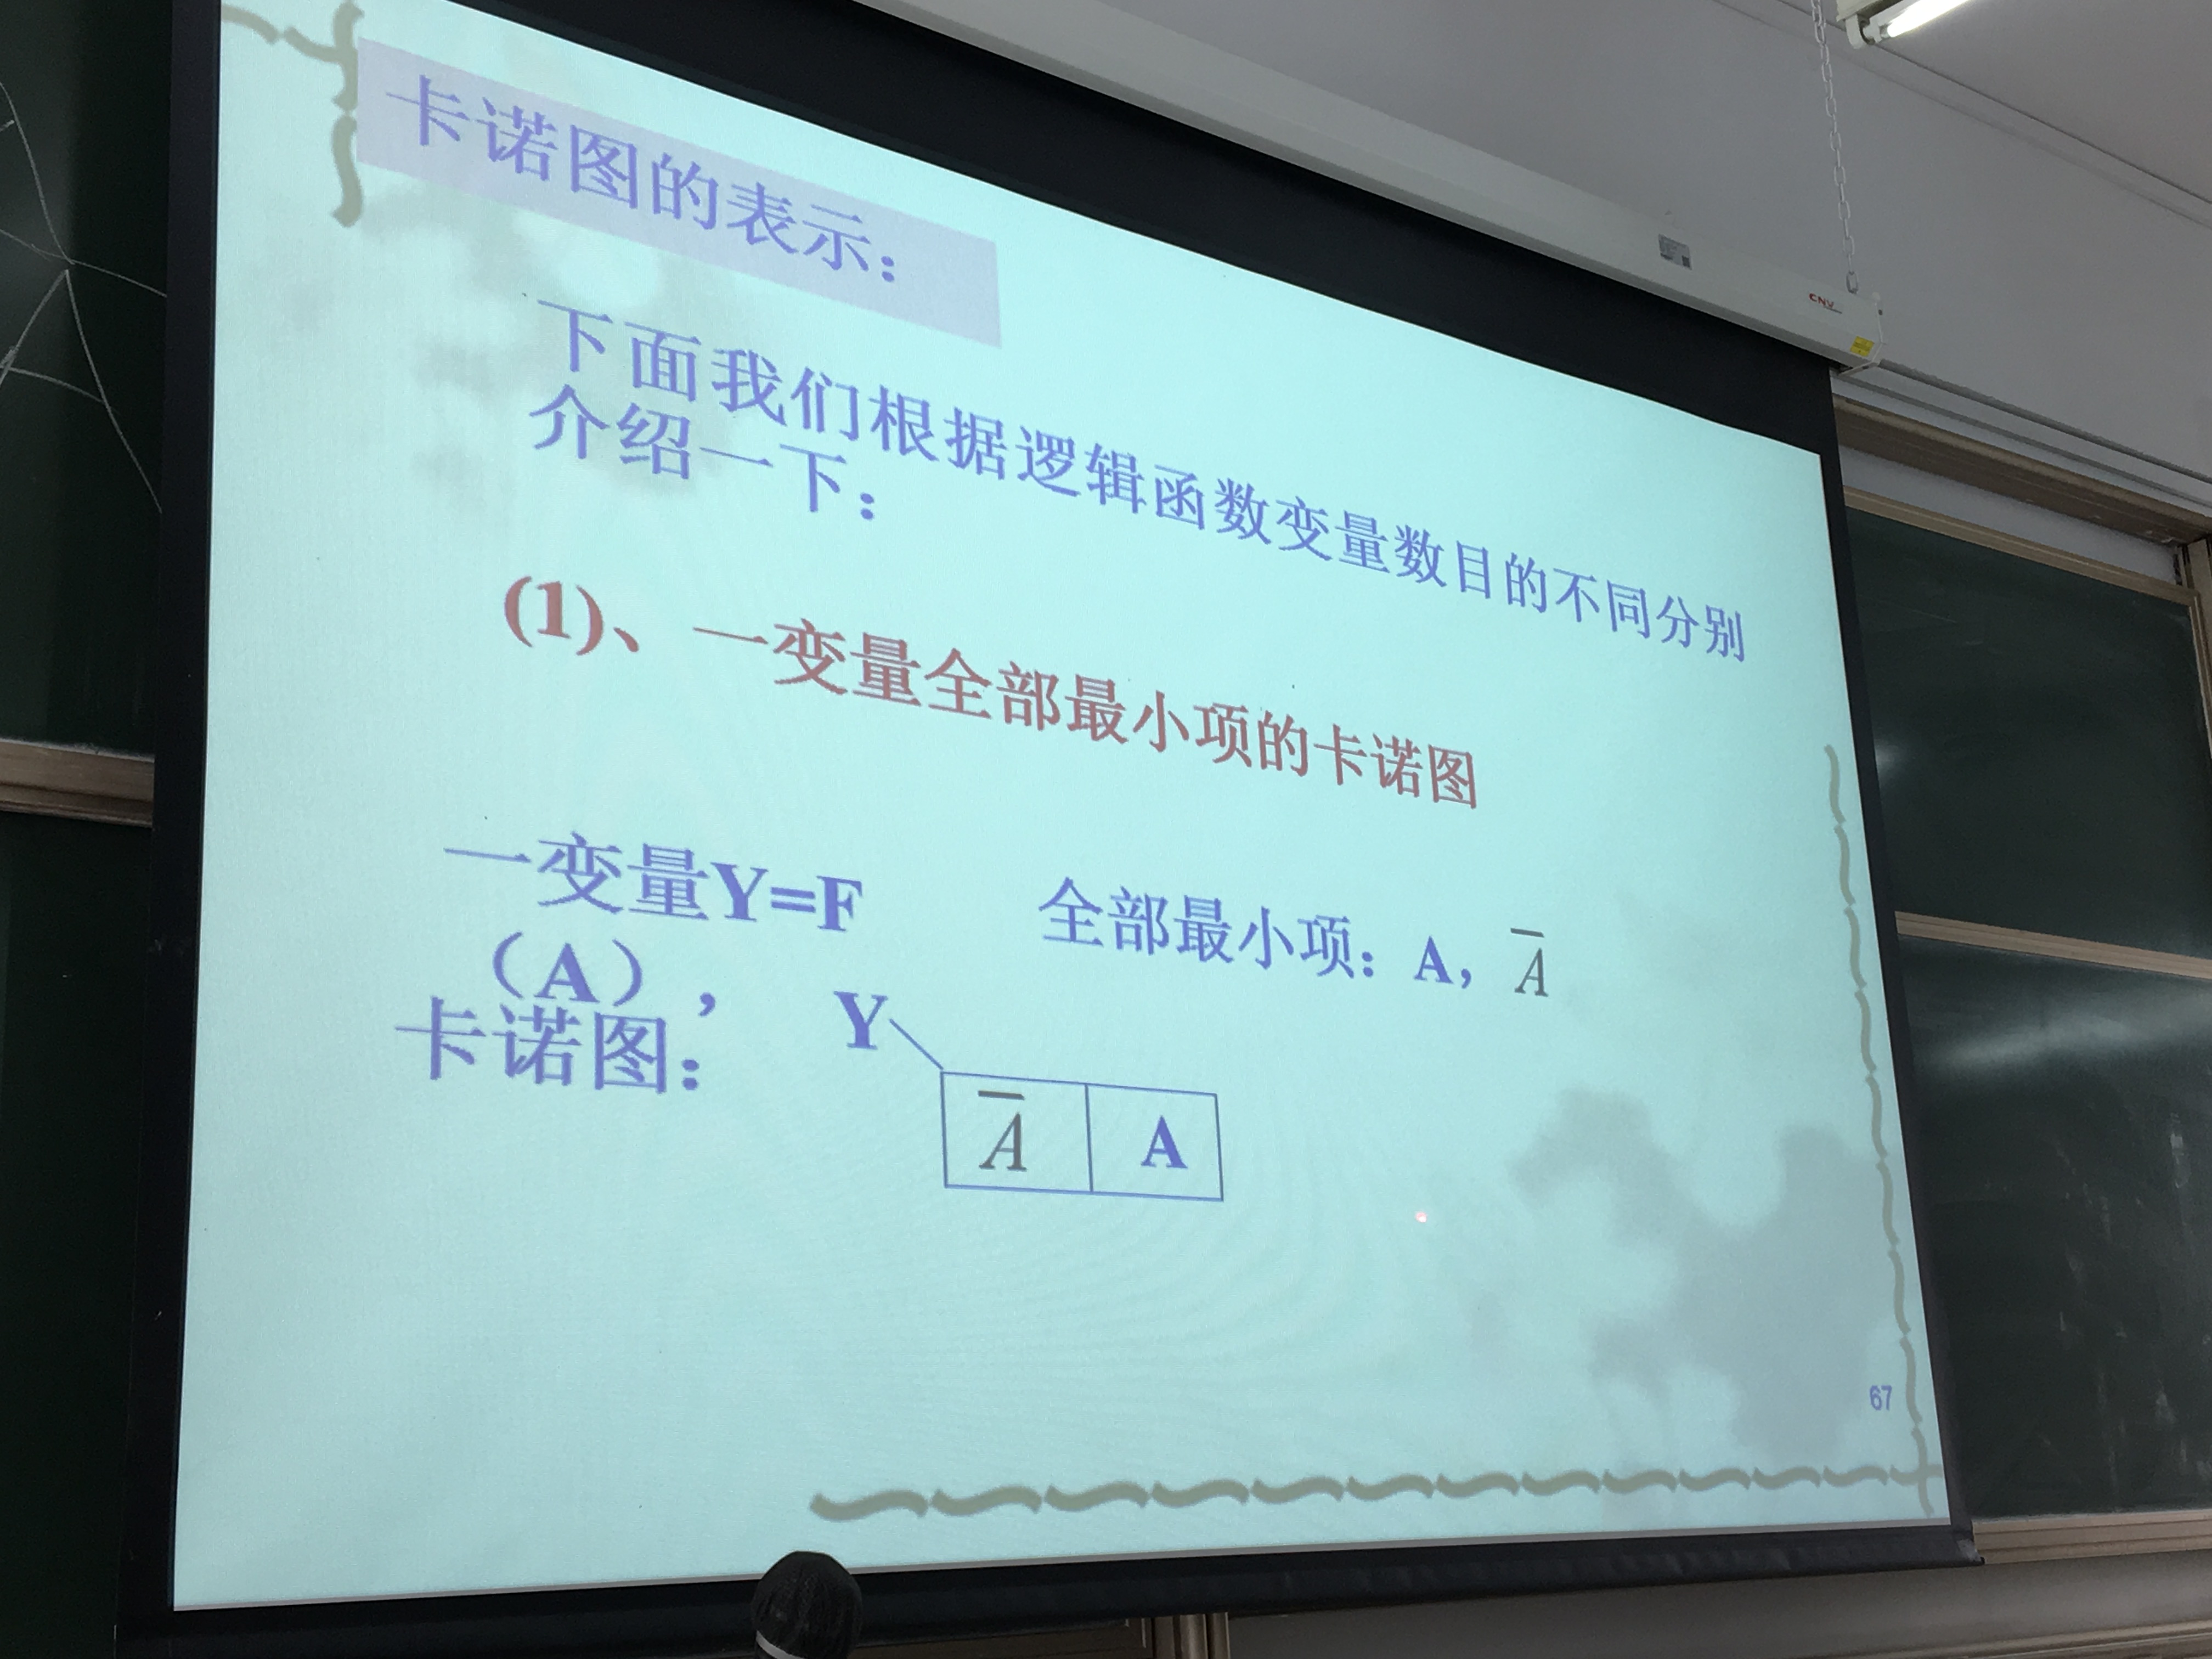 卡诺图的表示：
下面我们根据逻辑函数变量数目的不同分别
介绍一下：
(1)、一变量全部最小项的卡诺图
一变量Y=F
（A），
全部最小项：A，A̅
卡诺图：
Y
A̅ A
67
CNV